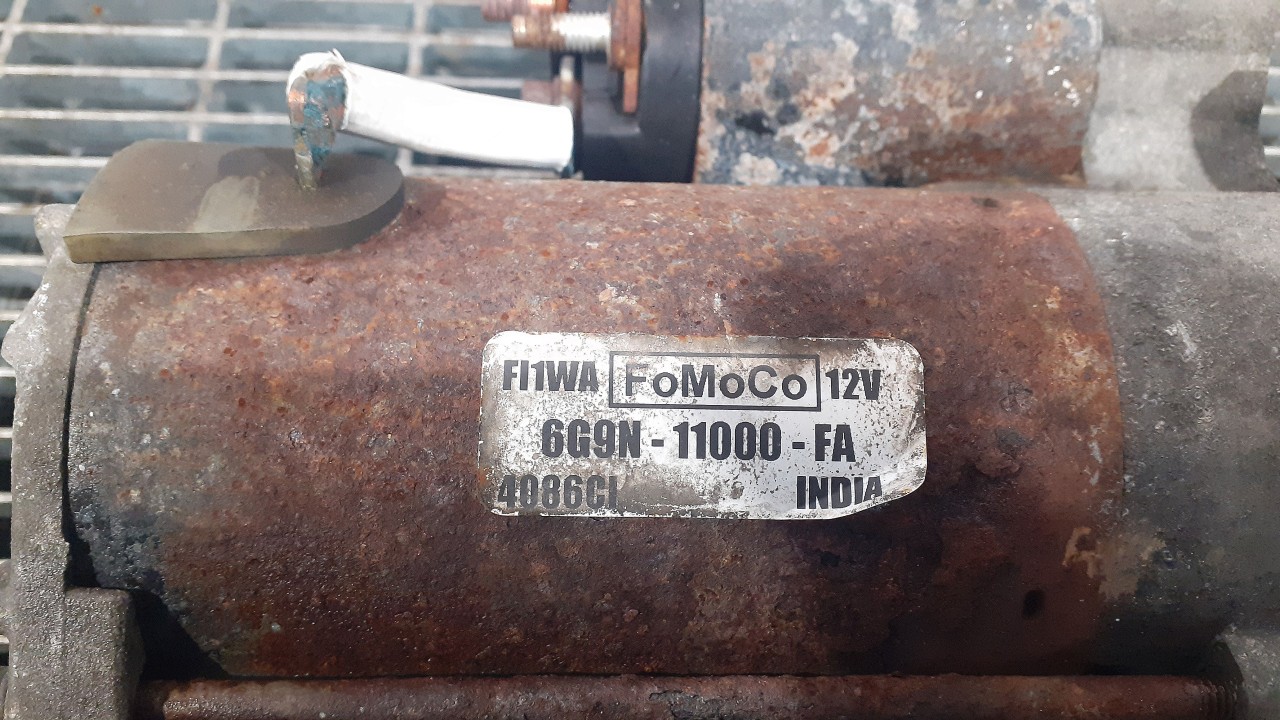 FI1WA FoMoCo 12V
6G9N - 11000 - FA
4086CI INDIA